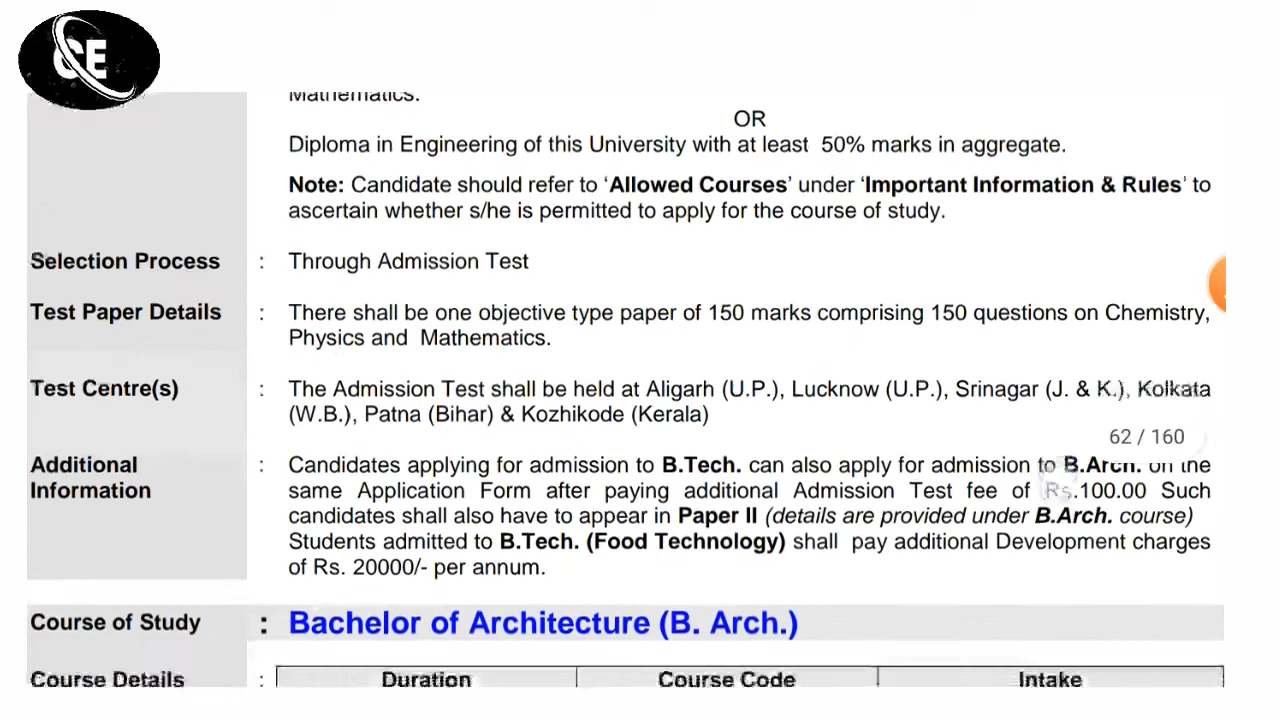 CE
Mathematics.
OR
Diploma in Engineering of this University with at least 50% marks in aggregate.
Note: Candidate should refer to ‘Allowed Courses’ under ‘Important Information & Rules’ to
ascertain whether s/he is permitted to apply for the course of study.
Selection Process : Through Admission Test
Test Paper Details : There shall be one objective type paper of 150 marks comprising 150 questions on Chemistry,
Physics and Mathematics.
Test Centre(s) : The Admission Test shall be held at Aligarh (U.P.), Lucknow (U.P.), Srinagar (J. & K.), Kolkata
(W.B.), Patna (Bihar) & Kozhikode (Kerala)
62 / 160
Additional : Candidates applying for admission to B.Tech. can also apply for admission to B.Arch. on the
Information same Application Form after paying additional Admission Test fee of Rs.100.00 Such
candidates shall also have to appear in Paper II (details are provided under B.Arch. course)
Students admitted to B.Tech. (Food Technology) shall pay additional Development charges
of Rs. 20000/- per annum.
Course of Study : Bachelor of Architecture (B. Arch.)
Course Details : Duration Course Code Intake